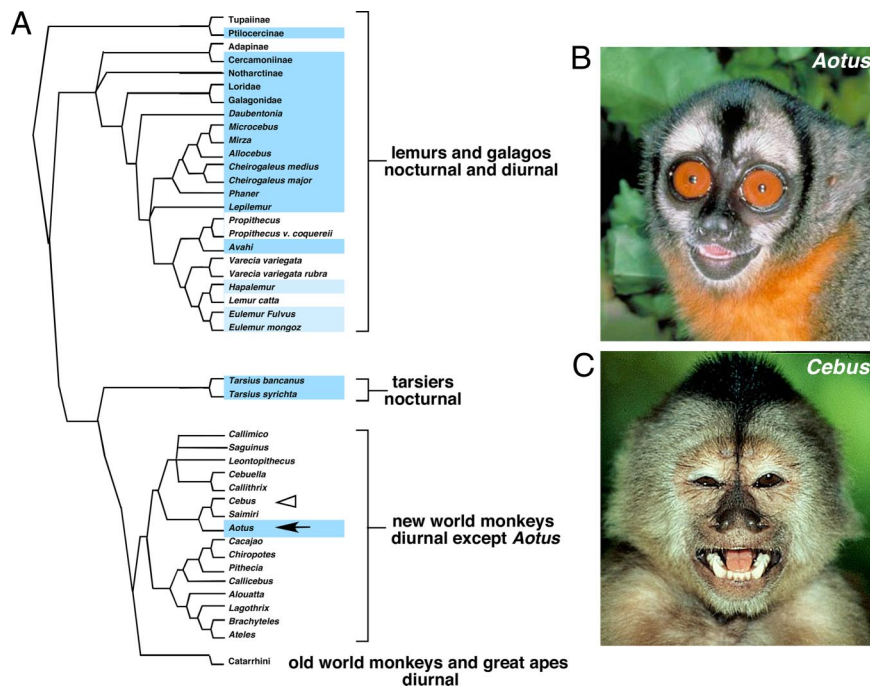 A
Tupaiinae
Ptilocercinae
Adapinae
Cercamoniinae
Notharctinae
Loridae
Galagonidae
Daubentonia
Microcebus
Mirza
Allocebus
Cheirogaleus medius
Cheirogaleus major
Phaner
Lepilemur
Propithecus
Propithecus v. coquereii
Avahi
Varecia variegata
Varecia variegata rubra
Hapalemur
Lemur catta
Eulemur Fulvus
Eulemur mongoz
lemurs and galagos
nocturnal and diurnal
Tarsius bancanus
Tarsius syrichta
tarsiers
nocturnal
Callimico
Saguinus
Leontopithecus
Cebuella
Callithrix
Cebus
Saimiri
Aotus
Cacajao
Chiropotes
Pithecia
Callicebus
Alouatta
Lagothrix
Brachyteles
Ateles
new world monkeys
diurnal except Aotus
Catarrhini
old world monkeys and great apes
diurnal
B
Aotus
C
Cebus